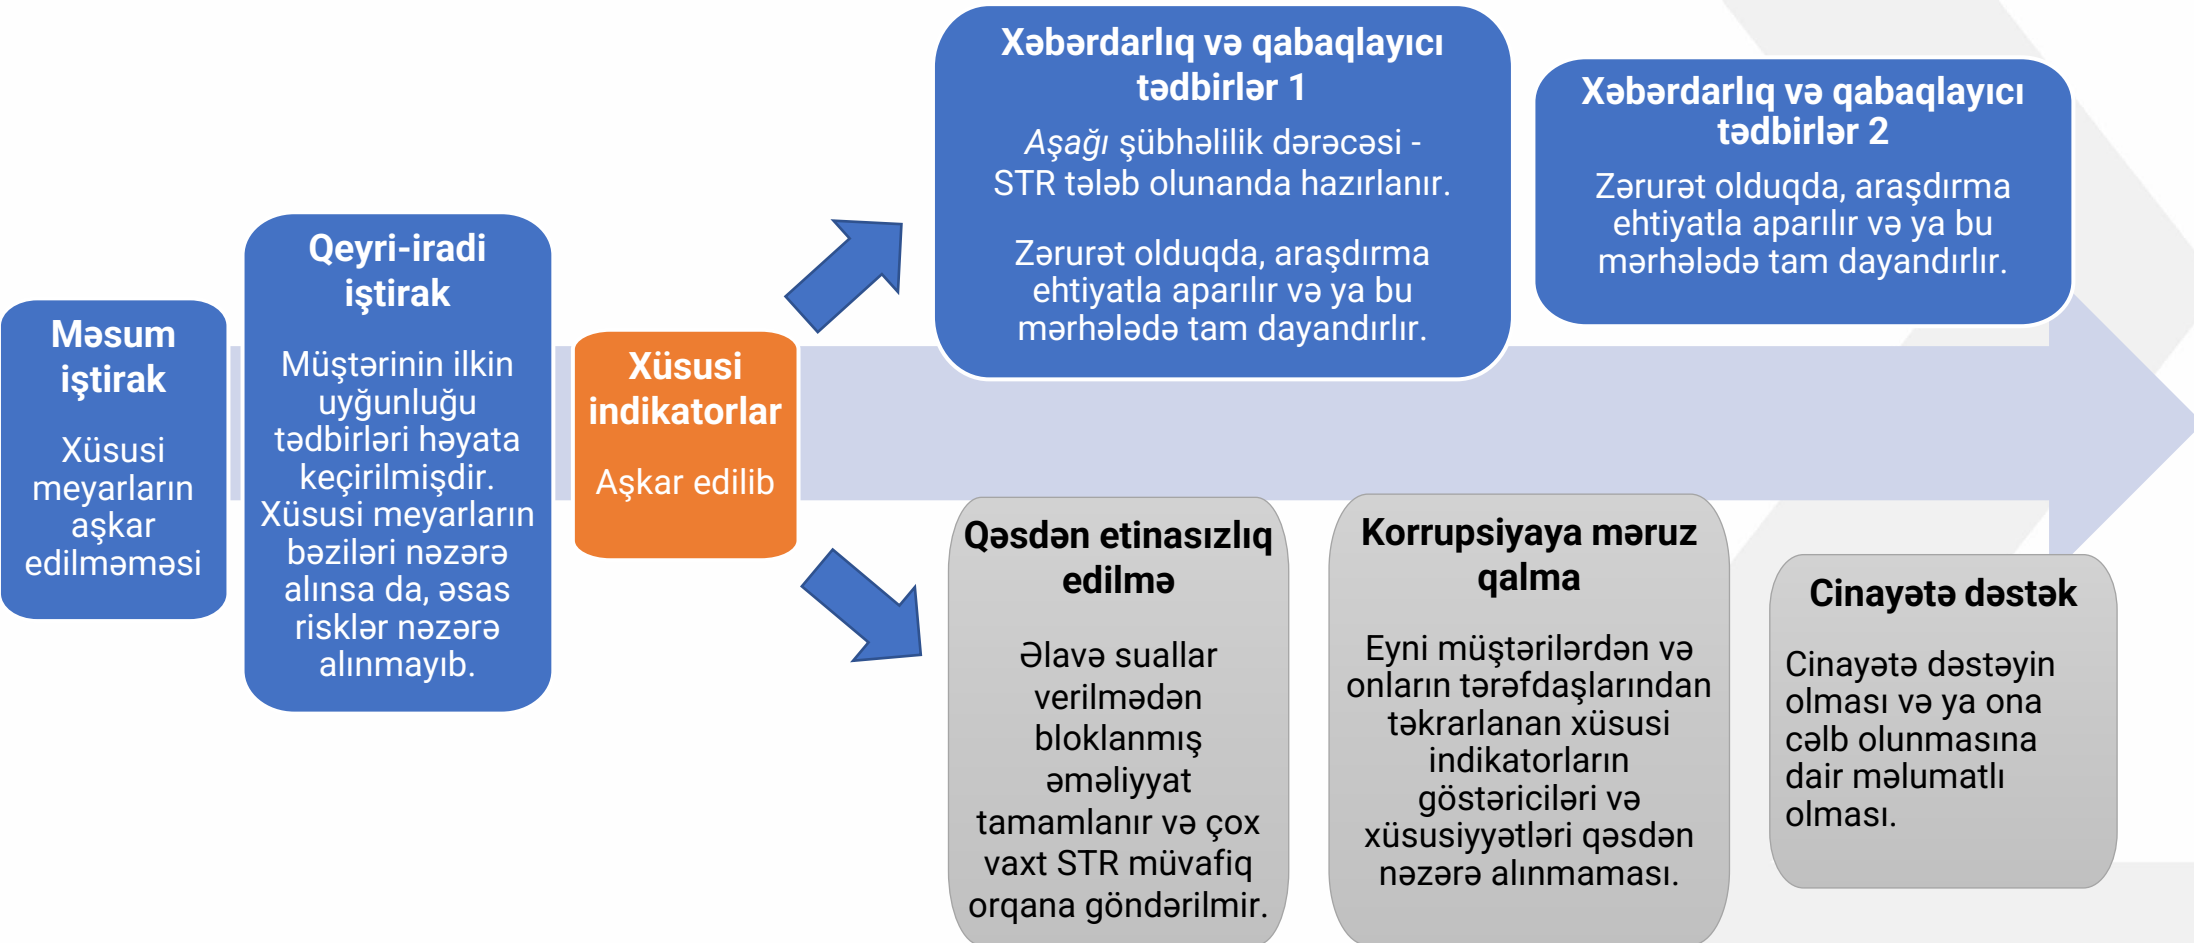 Məsum
iştirak
Xüsusi
meyarların
aşkar
edilməməsi
Qeyri-iradi
iştirak
Müştərinin ilkin
uyğunluğu
tədbirləri həyata
keçirilmişdir.
Xüsusi meyarların
bəziləri nəzərə
alınsa da, əsas
risklər nəzərə
alınmayıb.
Xüsusi
indikatorlar
Aşkar edilib
Xəbərdarlıq və qabaqlayıcı
tədbirlər 1
Aşağı şübhəlilik dərəcəsi -
STR tələb olunanda hazırlanır.
Zərurət olduqda, araşdırma
ehtiyatla aparılır və ya bu
mərhələdə tam dayandırlır.
Xəbərdarlıq və qabaqlayıcı
tədbirlər 2
Zərurət olduqda, araşdırma
ehtiyatla aparılır və ya bu
mərhələdə tam dayandırlır.
Qəsdən etinasızlıq
edilmə
Əlavə suallar
verilmədən
bloklanmış
əməliyyat
tamamlanır və çox
vaxt STR müvafiq
orqana göndərilmir.
Korrupsiyaya məruz
qalma
Eyni müştərilərdən və
onların tərəfdaşlarından
təkrarlanan xüsusi
indikatorların
göstəriciləri və
xüsusiyyətləri qəsdən
nəzərə alınmaması.
Cinayətə dəstək
Cinayətə dəstəyin
olması və ya ona
cəlb olunmasına
dair məlumatlı
olması.